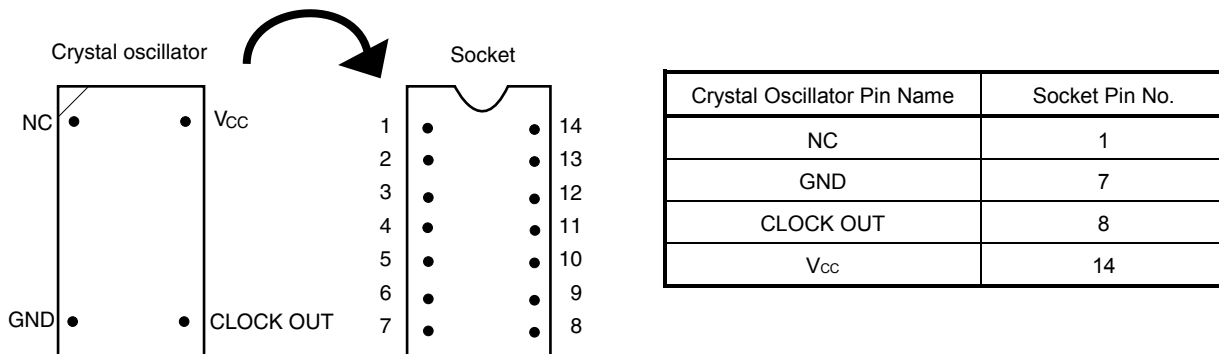 Crystal oscillator
Socket
NC
VCC
GND
CLOCK OUT
1 14
2 13
3 12
4 11
5 10
6 9
7 8
Crystal Oscillator Pin Name Socket Pin No.
NC 1
GND 7
CLOCK OUT 8
VCC 14